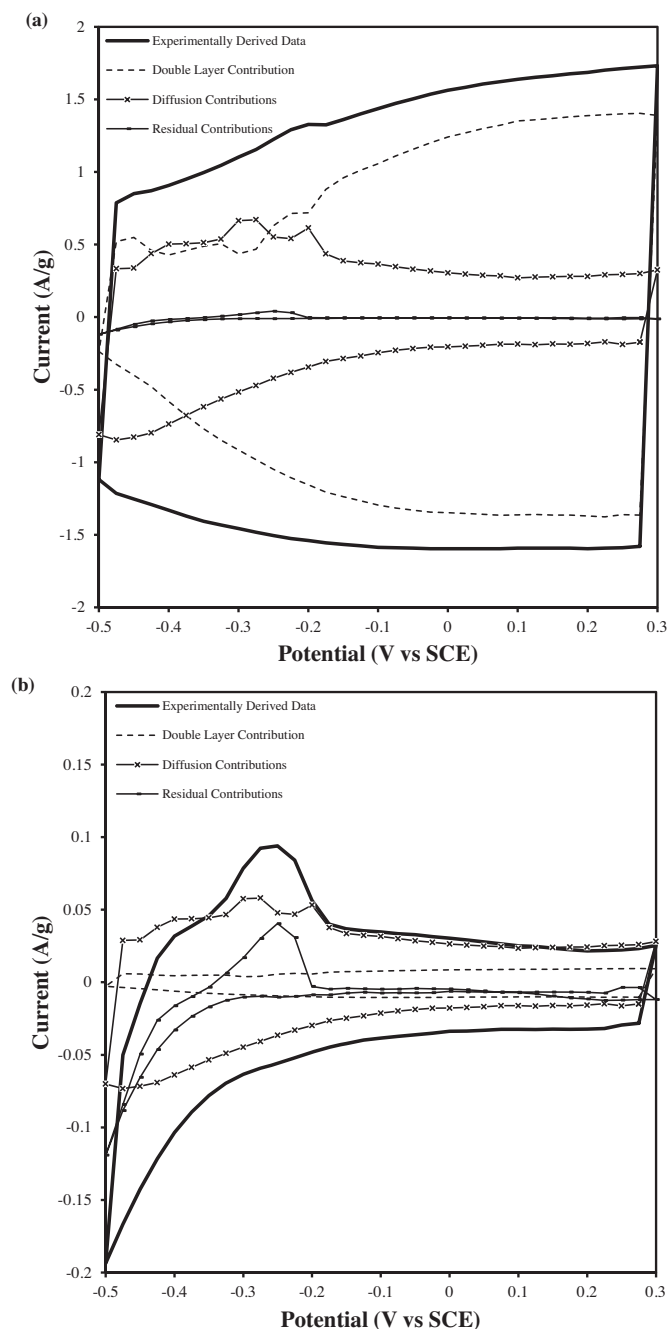 (a)
2
1.5
1
0.5
0
-0.5
-1
-1.5
-2
Current (A/g)
Experimentally Derived Data
Double Layer Contribution
Diffusion Contributions
Residual Contributions
-0.5 -0.4 -0.3 -0.2 -0.1 0 0.1 0.2 0.3
Potential (V vs SCE)
(b)
0.2
0.15
0.1
0.05
0
-0.05
-0.1
-0.15
-0.2
Current (A/g)
Experimentally Derived Data
Double Layer Contribution
Diffusion Contributions
Residual Contributions
-0.5 -0.4 -0.3 -0.2 -0.1 0 0.1 0.2 0.3
Potential (V vs SCE)